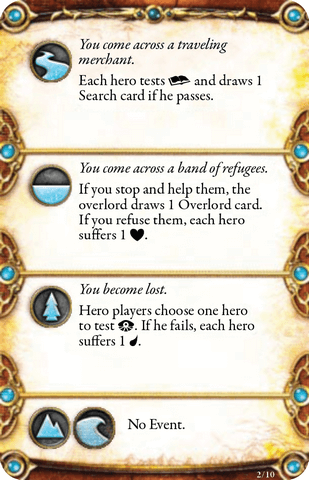 You come across a traveling
merchant.
Each hero tests and draws 1
Search card if he passes.
You come across a band of refugees.
If you stop and help them, the
overlord draws 1 Overlord card.
If you refuse them, each hero
suffers 1 .
You become lost.
Hero players choose one hero
to test . If he fails, each hero
suffers 1 .
No Event.
2/10